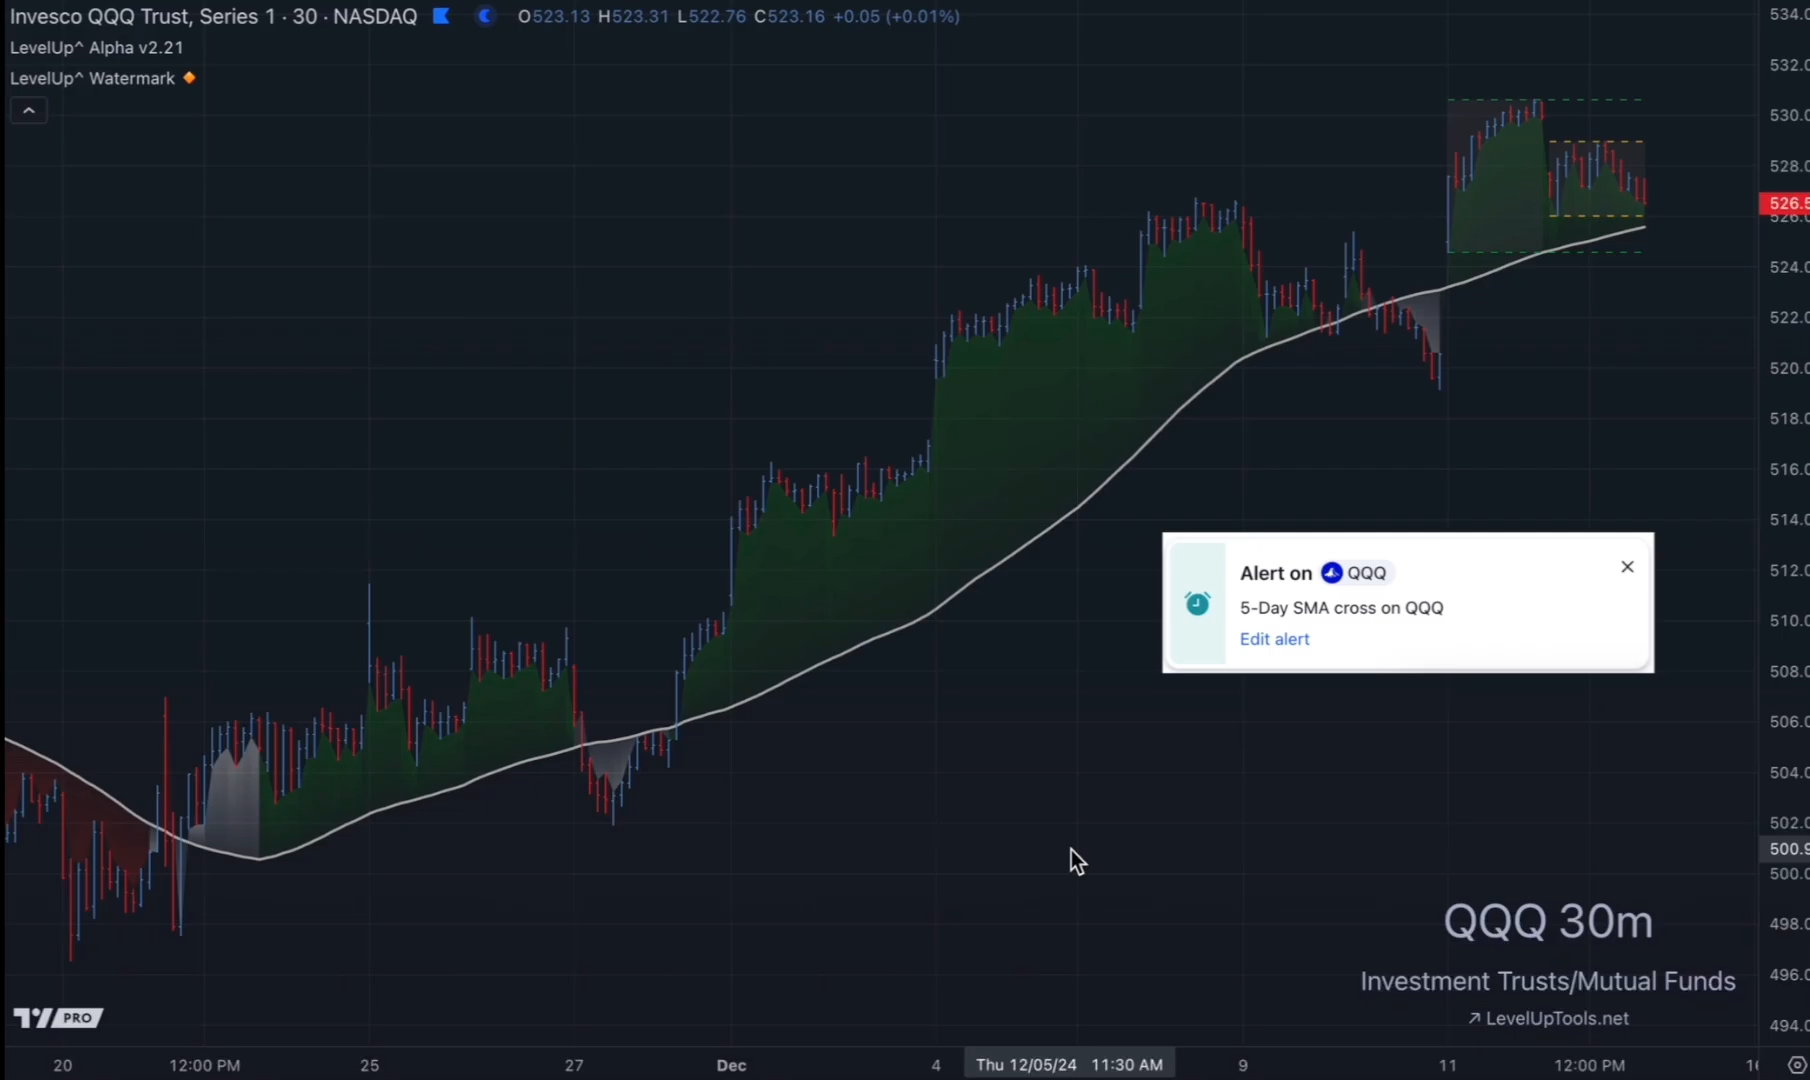 Invesco QQQ Trust, Series 1 · 30 · NASDAQ O523.13 H523.31 L522.76 C523.16 +0.05 (+0.01%)
LevelUp^ Alpha v2.21
LevelUp^ Watermark
534.0
532.0
530.0
528.0
526.5
526.0
524.0
522.0
520.0
518.0
516.0
514.0
512.0
510.0
508.0
506.0
504.0
502.0
500.9
500.0
498.0
496.0
494.0
Alert on QQQ
5-Day SMA cross on QQQ
Edit alert
QQQ 30m
Investment Trusts/Mutual Funds
↗ LevelUpTools.net
PRO
20 12:00 PM 25 27 Dec 4 Thu 12/05/24 11:30 AM 9 11 12:00 PM